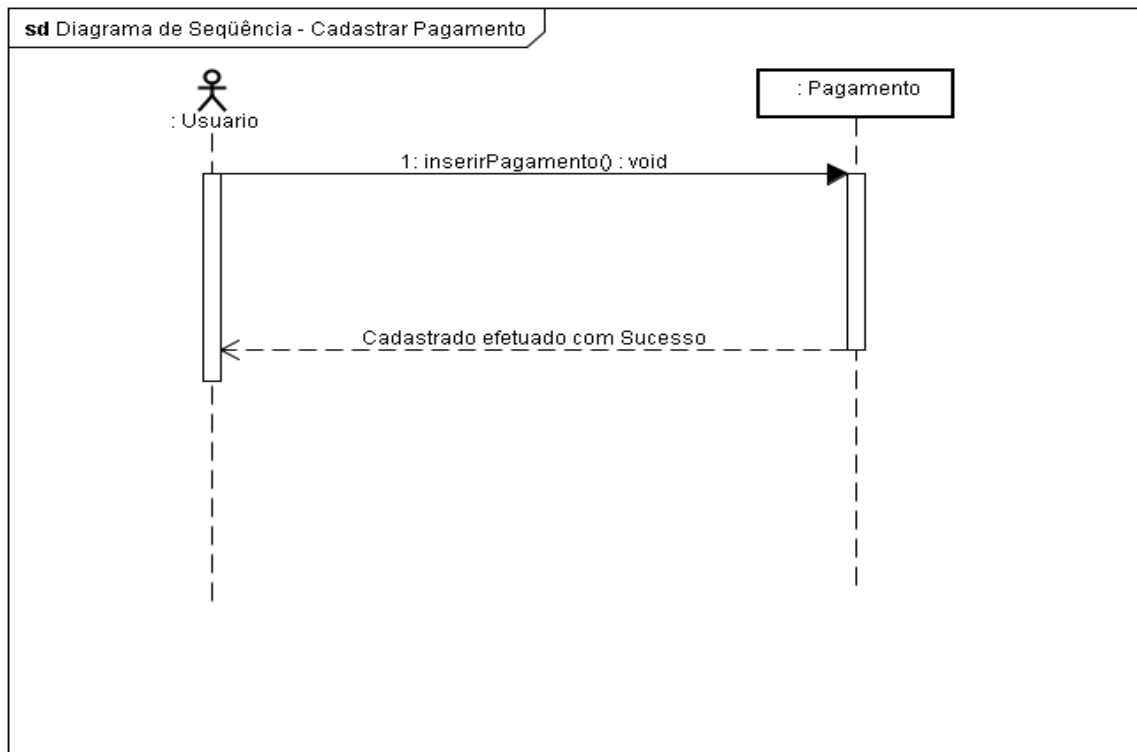 sd Diagrama de Seqüência - Cadastrar Pagamento
: Usuario
: Pagamento
1: inserirPagamento() : void
Cadastrado efetuado com Sucesso